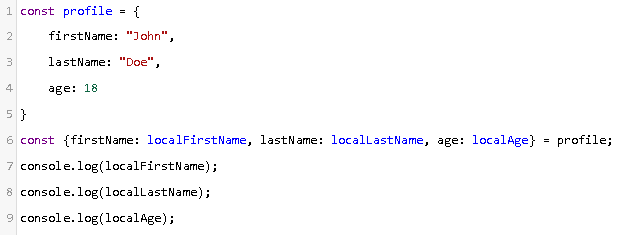 1 const profile = {
2     firstName: "John",
3     lastName: "Doe",
4     age: 18
5 }
6 const {firstName: localFirstName, lastName: localLastName, age: localAge} = profile;
7 console.log(localFirstName);
8 console.log(localLastName);
9 console.log(localAge);